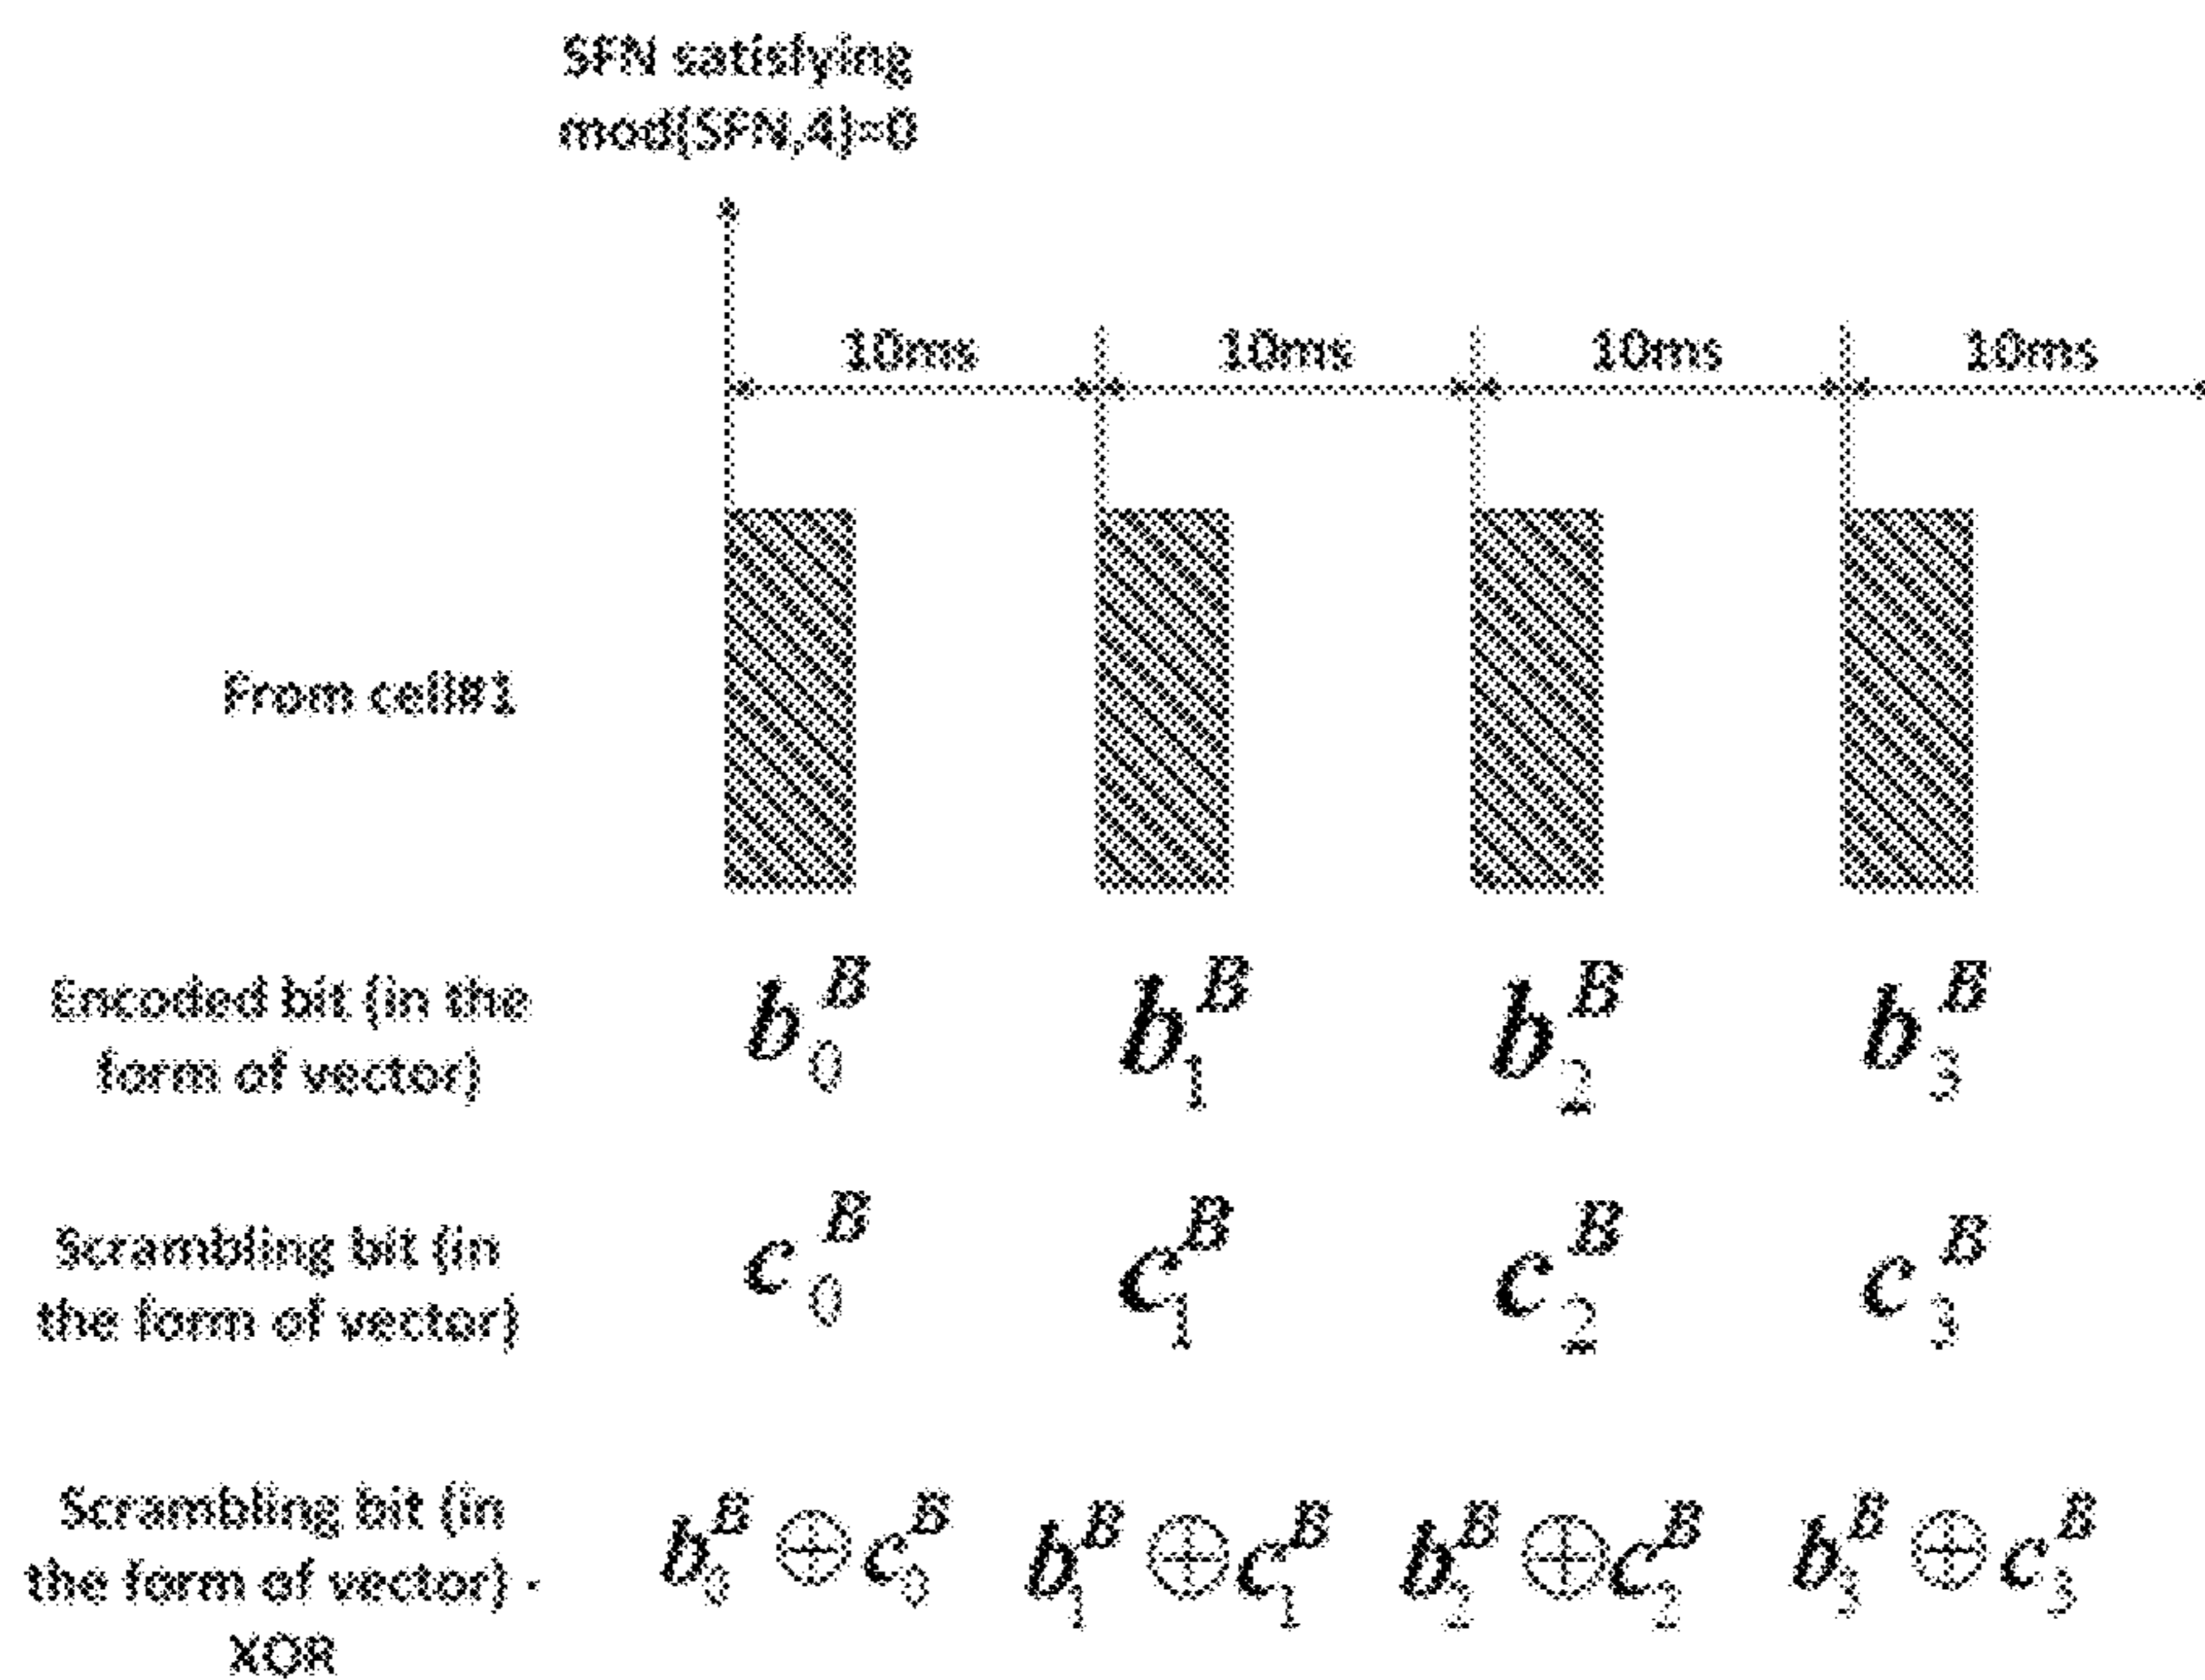 SFN satisfying
mod(SFN,4)=0
10ms 10ms 10ms 10ms
From cell#1
Encoded bit (in the
form of vector)
b₀ᴮ b₁ᴮ b₂ᴮ b₃ᴮ
Scrambling bit (in
the form of vector)
c₀ᴮ c₁ᴮ c₂ᴮ c₃ᴮ
Scrambling bit (in
the form of vector) -
XOR
b₀ᴮ ⊕ c₀ᴮ b₁ᴮ ⊕ c₁ᴮ b₂ᴮ ⊕ c₂ᴮ b₃ᴮ ⊕ c₃ᴮ